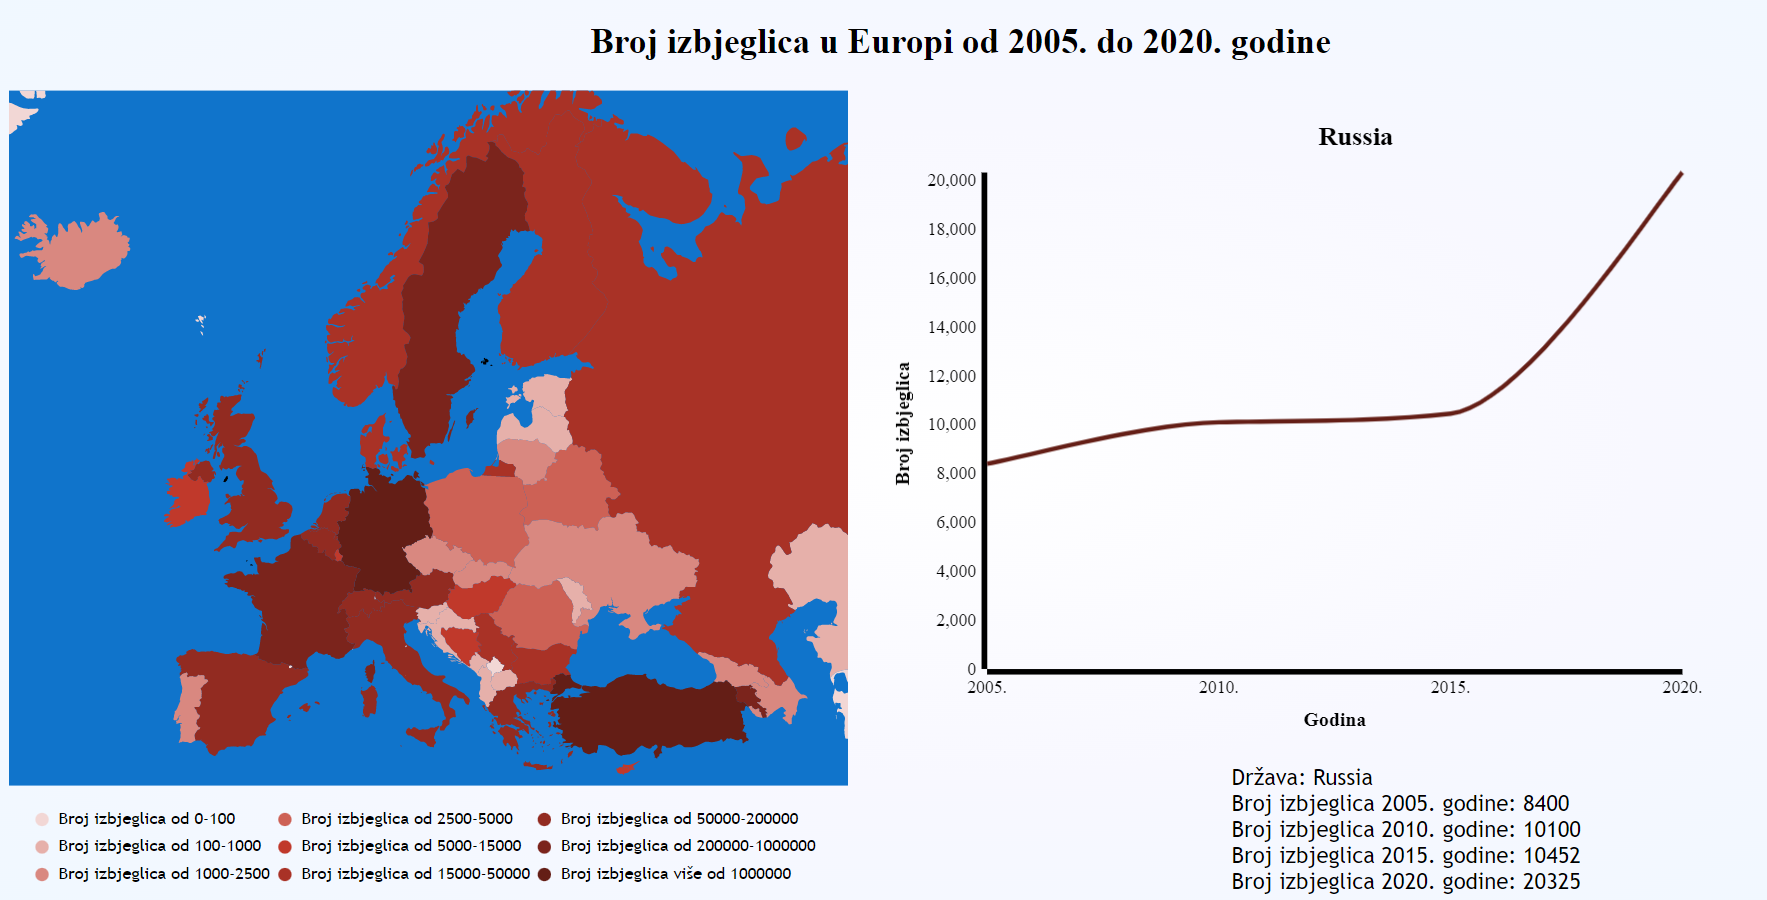 Broj izbjeglica u Europi od 2005. do 2020. godine
Russia
20,000
18,000
16,000
14,000
12,000
10,000
8,000
6,000
4,000
2,000
0
Broj izbjeglica
2005. 2010. 2015. 2020.
Godina
Država: Russia
Broj izbjeglica 2005. godine: 8400
Broj izbjeglica 2010. godine: 10100
Broj izbjeglica 2015. godine: 10452
Broj izbjeglica 2020. godine: 20325
Broj izbjeglica od 0-100
Broj izbjeglica od 100-1000
Broj izbjeglica od 1000-2500
Broj izbjeglica od 2500-5000
Broj izbjeglica od 5000-15000
Broj izbjeglica od 15000-50000
Broj izbjeglica od 50000-200000
Broj izbjeglica od 200000-1000000
Broj izbjeglica više od 1000000